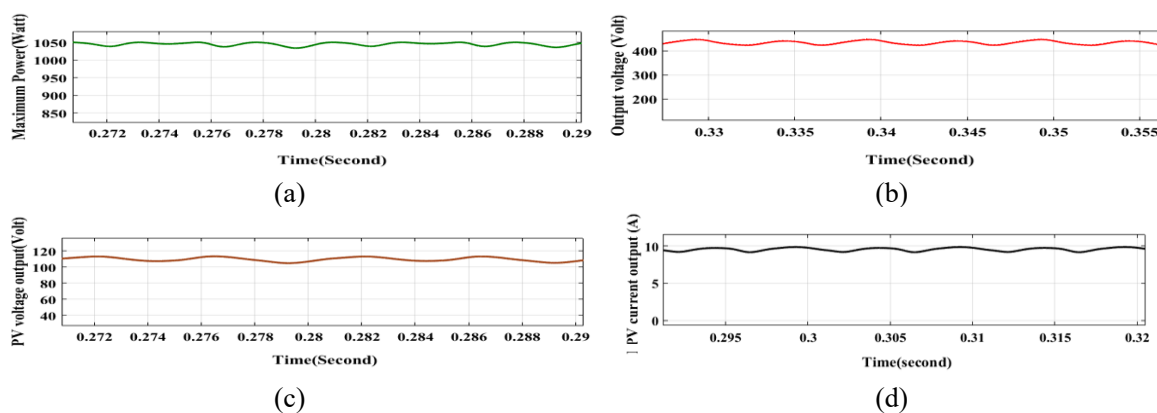 Maximum Power(Watt)
1050
1000
950
900
850
0.272 0.274 0.276 0.278 0.28 0.282 0.284 0.286 0.288 0.29
Time(Second)
(a)
Output voltage (Volt)
400
300
200
0.33 0.335 0.34 0.345 0.35 0.355
Time(Second)
(b)
PV voltage output(Volt)
120
100
80
60
40
0.272 0.274 0.276 0.278 0.28 0.282 0.284 0.286 0.288 0.29
Time(Second)
(c)
PV current output (A)
10
5
0
0.295 0.3 0.305 0.31 0.315 0.32
Time(second)
(d)